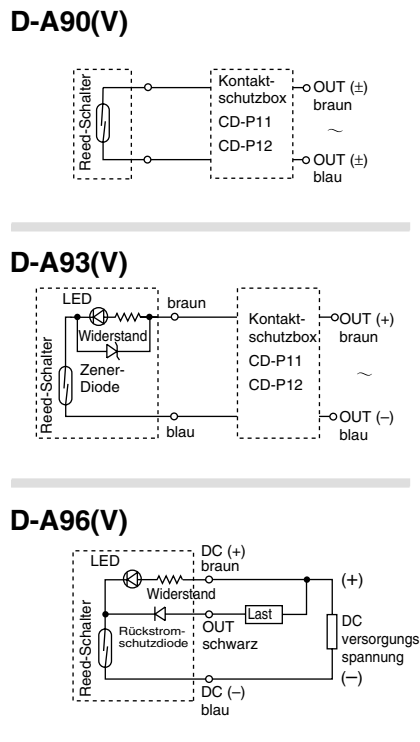 D-A90(V)
Reed-Schalter
Kontakt-
schutzbox
CD-P11
CD-P12
OUT (±)
braun
~
OUT (±)
blau
D-A93(V)
LED
Widerstand
Zener-
Diode
Reed-Schalter
braun
blau
Kontakt-
schutzbox
CD-P11
CD-P12
OUT (+)
braun
~
OUT (–)
blau
D-A96(V)
LED
Widerstand
Rückstrom-
schutzdiode
Reed-Schalter
DC (+)
braun
OUT
schwarz
Last
DC (–)
blau
(+)
DC
versorgungs
spannung
(–)